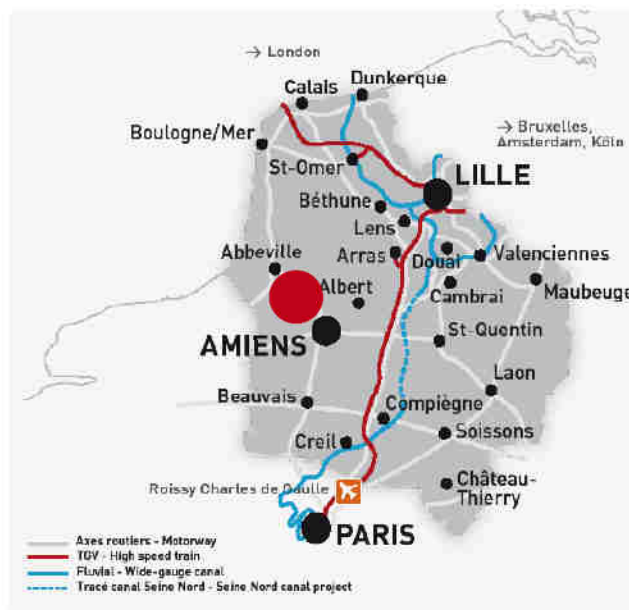 → London
Calais
Dunkerque
Boulogne/Mer
→ Bruxelles,
Amsterdam, Köln
St-Omer
LILLE
Béthune
Lens
Abbeville
Arras
Douai
Valenciennes
Albert
Cambrai
Maubeuge
AMIENS
St-Quentin
Laon
Beauvais
Compiègne
Creil
Soissons
Roissy Charles de Gaulle
Château-
Thierry
PARIS
Axes routiers - Motorway
TGV - High speed train
Fluvial - Wide-gauge canal
Tracé canal Seine Nord - Seine Nord canal project